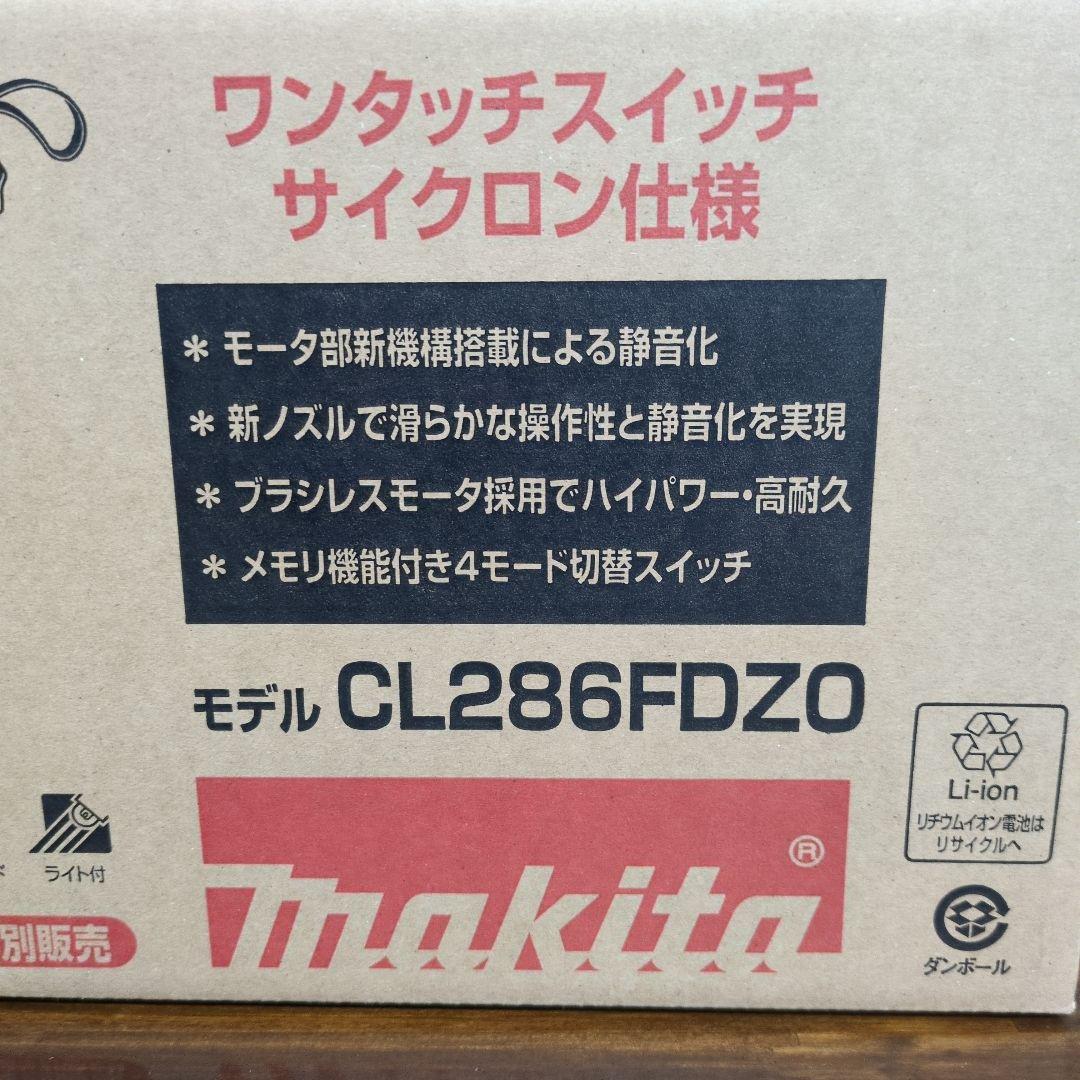 ワンタッチスイッチ
サイクロン仕様
* モータ部新機構搭載による静音化
* 新ノズルで滑らかな操作性と静音化を実現
* ブラシレスモータ採用でハイパワー・高耐久
* メモリ機能付き4モード切替スイッチ
モデル CL286FDZO
Li-ion
リチウムイオン電池は
リサイクルへ
ライト付
別販売
makita®
ダンボール